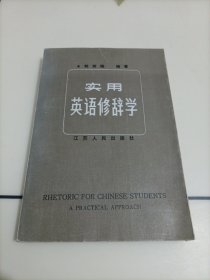 编著
实用
英语修辞学
江西人民出版社
RHETORIC FOR CHINESE STUDENTS
A PRACTICAL APPROACH